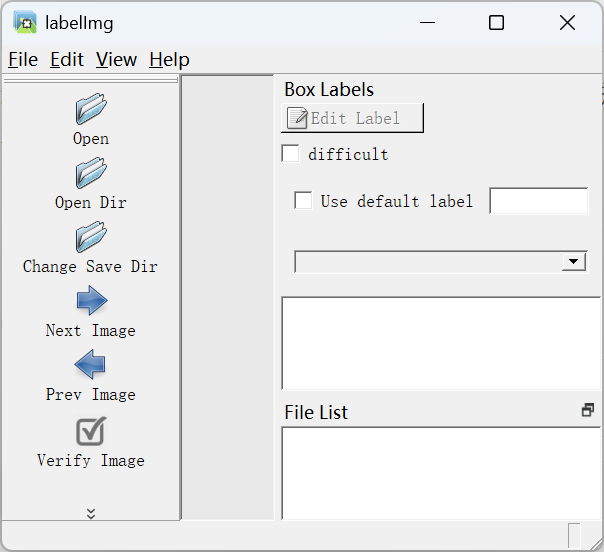 labelImg
File Edit View Help
Open
Open Dir
Change Save Dir
Next Image
Prev Image
Verify Image
Box Labels
Edit Label
difficult
Use default label
File List